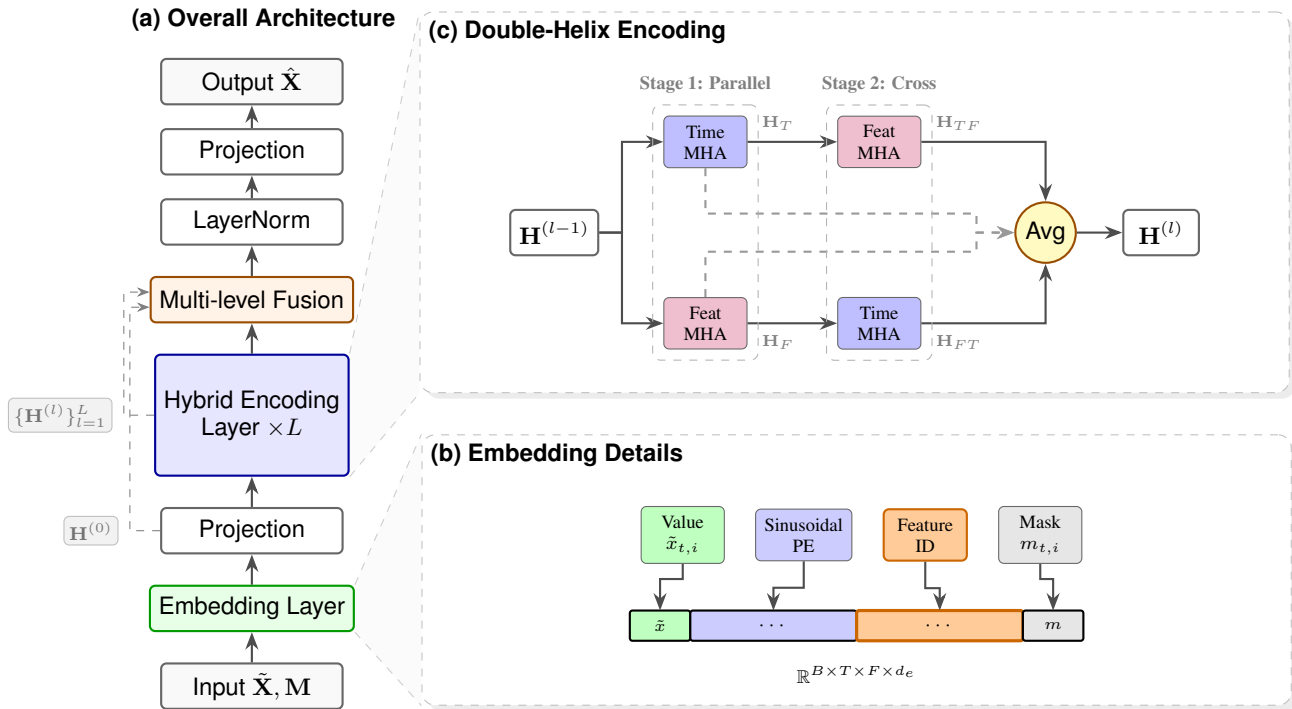 (a) Overall Architecture
Output X̂
Projection
LayerNorm
Multi-level Fusion
Hybrid Encoding
Layer ×L
{H^(l)}_{l=1}^L
Projection
H^(0)
Embedding Layer
Input X̃, M
(c) Double-Helix Encoding
Stage 1: Parallel
Stage 2: Cross
H^(l−1)
Time
MHA
H_T
Feat
MHA
H_TF
Feat
MHA
H_F
Time
MHA
H_FT
Avg
H^(l)
(b) Embedding Details
Value
x̃_{t,i}
Sinusoidal
PE
Feature
ID
Mask
m_{t,i}
x̃
· · ·
· · ·
m
ℝ^{B×T×F×d_e}